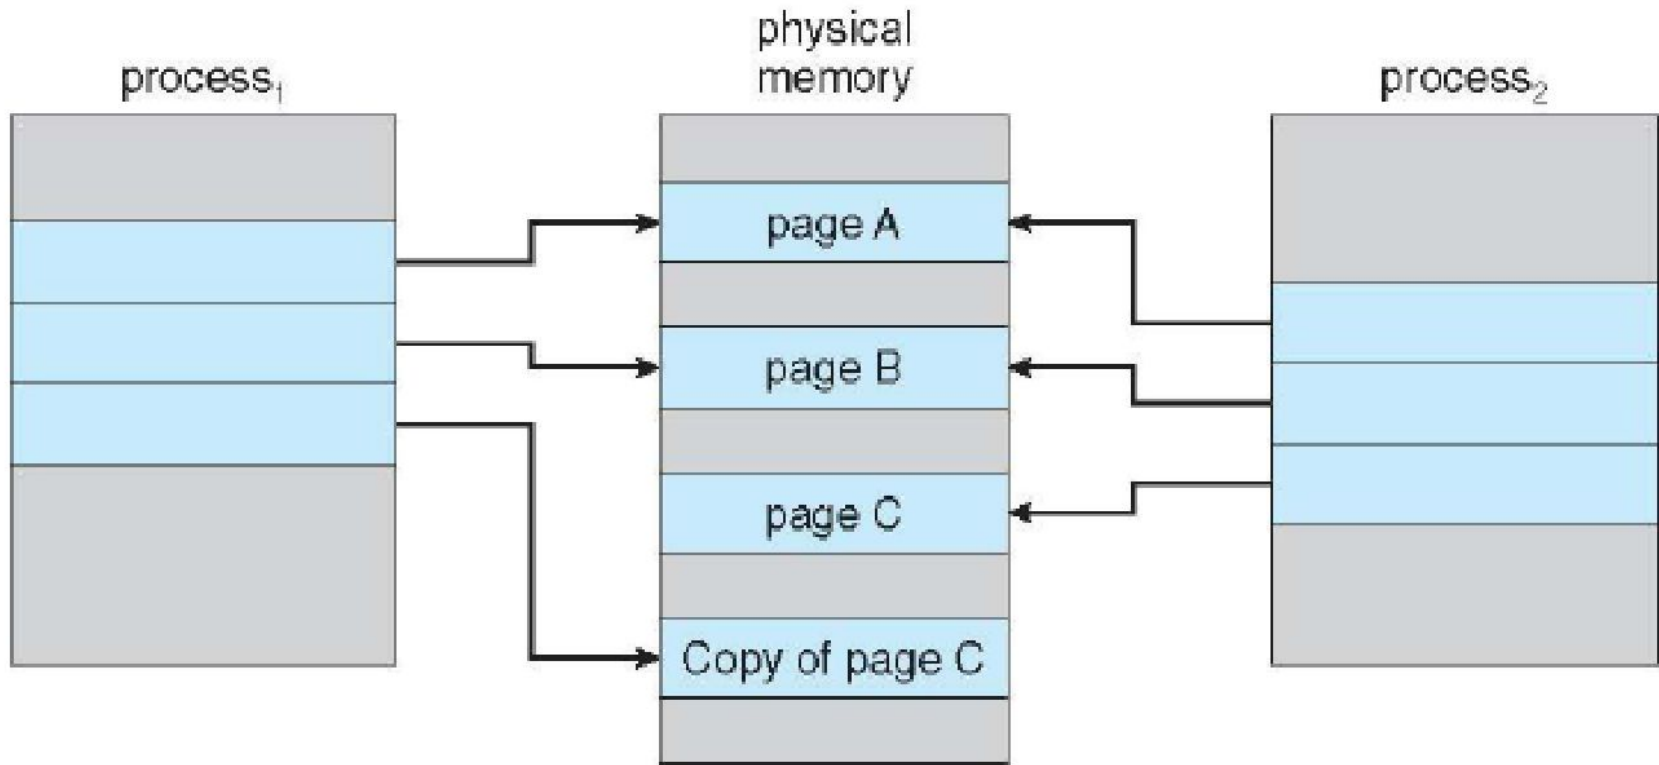 physical
memory
process₁
process₂
page A
page B
page C
Copy of page C